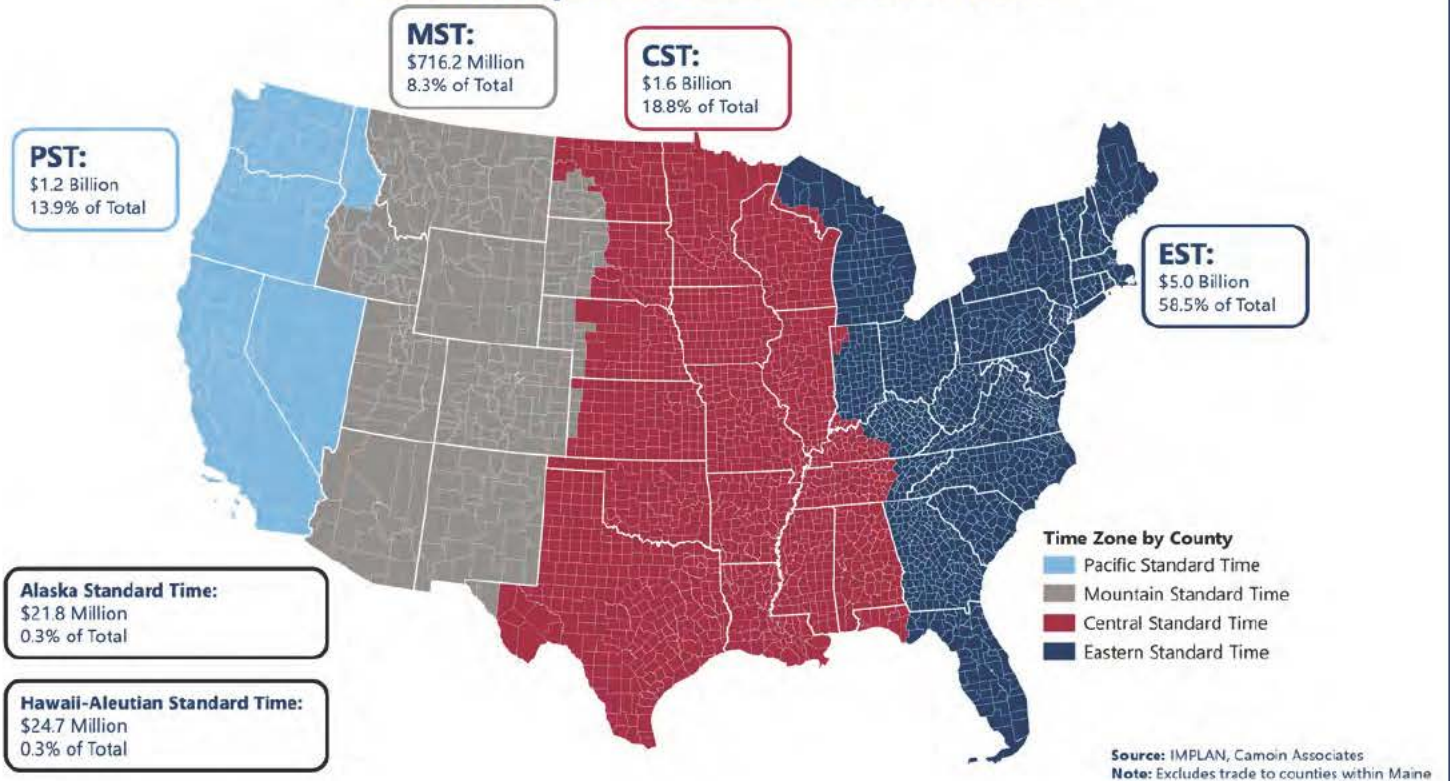 MST:
$716.2 Million
8.3% of Total
CST:
$1.6 Billion
18.8% of Total
PST:
$1.2 Billion
13.9% of Total
EST:
$5.0 Billion
58.5% of Total
Alaska Standard Time:
$21.8 Million
0.3% of Total
Hawaii-Aleutian Standard Time:
$24.7 Million
0.3% of Total
Time Zone by County
Pacific Standard Time
Mountain Standard Time
Central Standard Time
Eastern Standard Time
Source: IMPLAN, Camoin Associates
Note: Excludes trade to counties within Maine